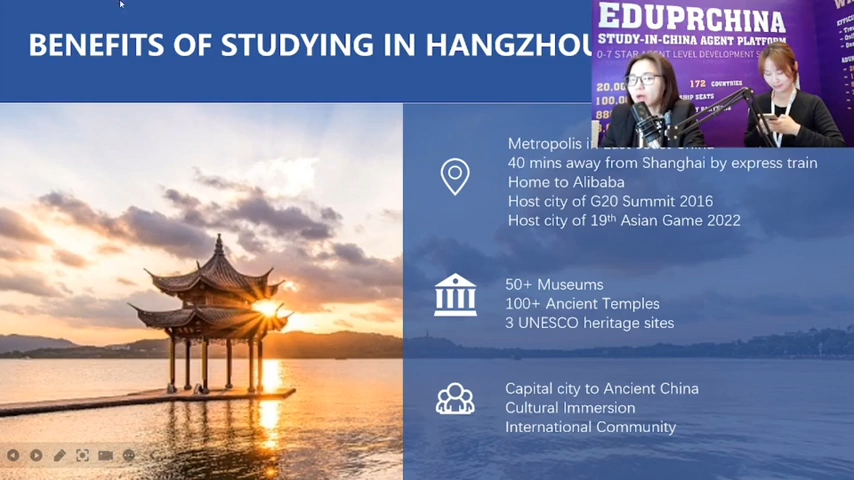 BENEFITS OF STUDYING IN HANGZHOU
EDUPRCHINA
STUDY-IN-CHINA AGENT PLATFORM
0-7 STAR AGENT LEVEL DEVELOPMENT
172 COUNTRIES
Metropolis in East Coast China
40 mins away from Shanghai by express train
Home to Alibaba
Host city of G20 Summit 2016
Host city of 19th Asian Game 2022
50+ Museums
100+ Ancient Temples
3 UNESCO heritage sites
Capital city to Ancient China
Cultural Immersion
International Community